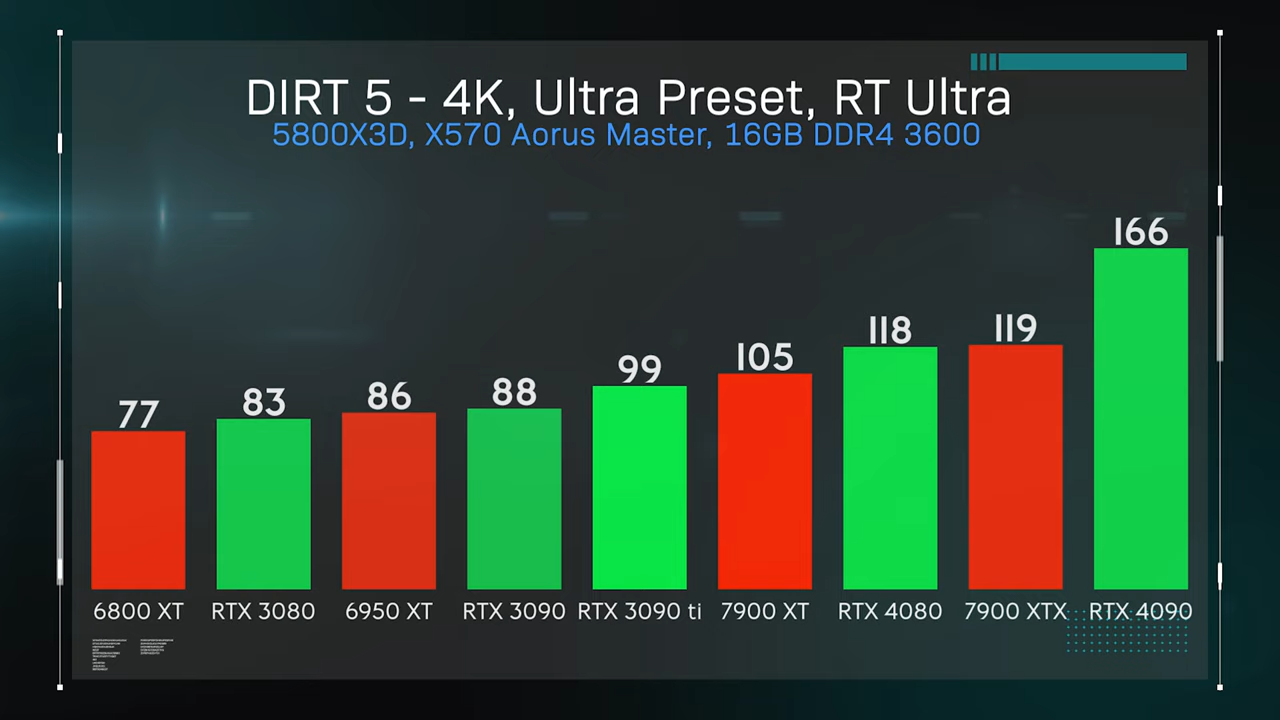 DIRT 5 - 4K, Ultra Preset, RT Ultra
5800X3D, X570 Aorus Master, 16GB DDR4 3600
77 83 86 88 99 105 118 119 166
6800 XT RTX 3080 6950 XT RTX 3090 RTX 3090 ti 7900 XT RTX 4080 7900 XTX RTX 4090